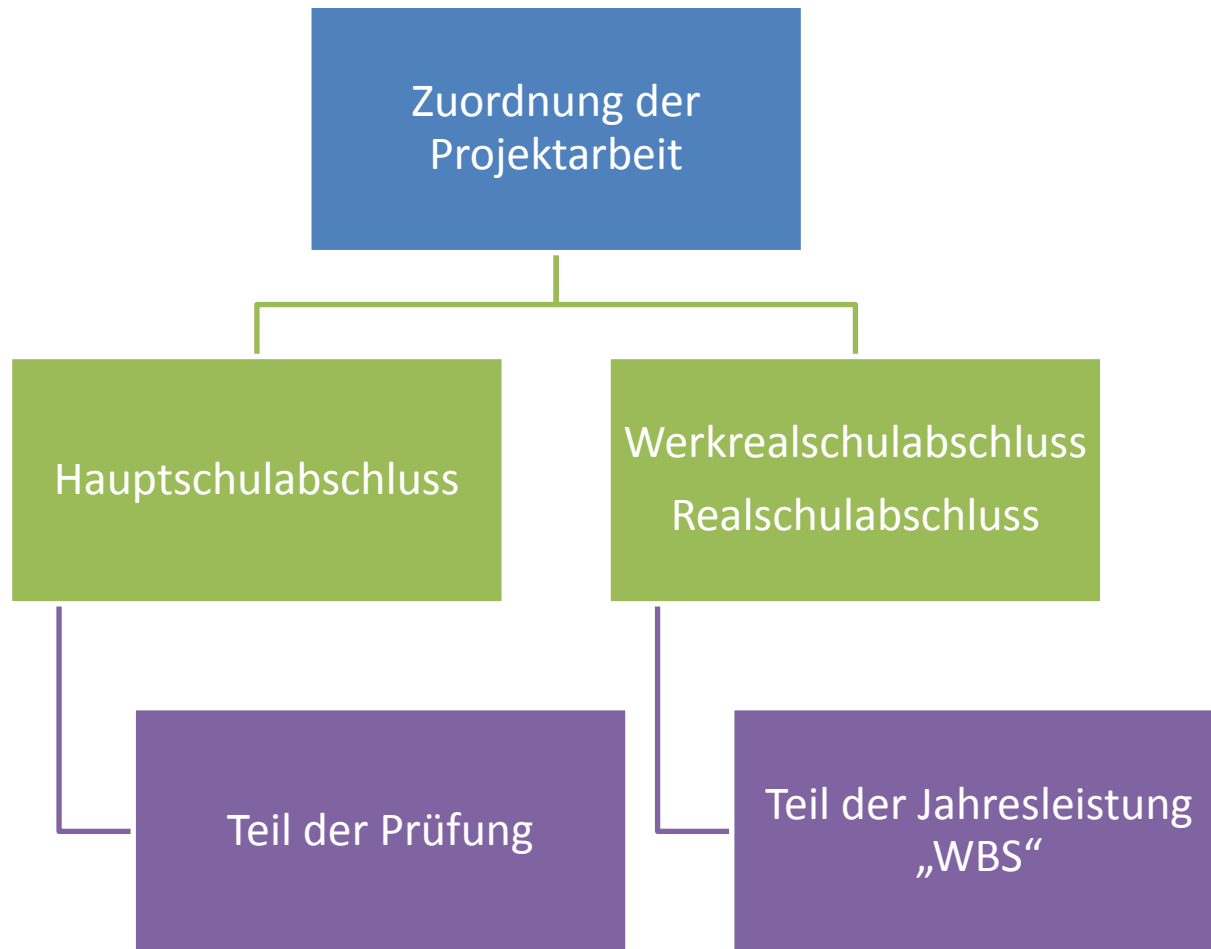 Zuordnung der
Projektarbeit
Hauptschulabschluss
Werkrealschulabschluss
Realschulabschluss
Teil der Prüfung
Teil der Jahresleistung
„WBS“